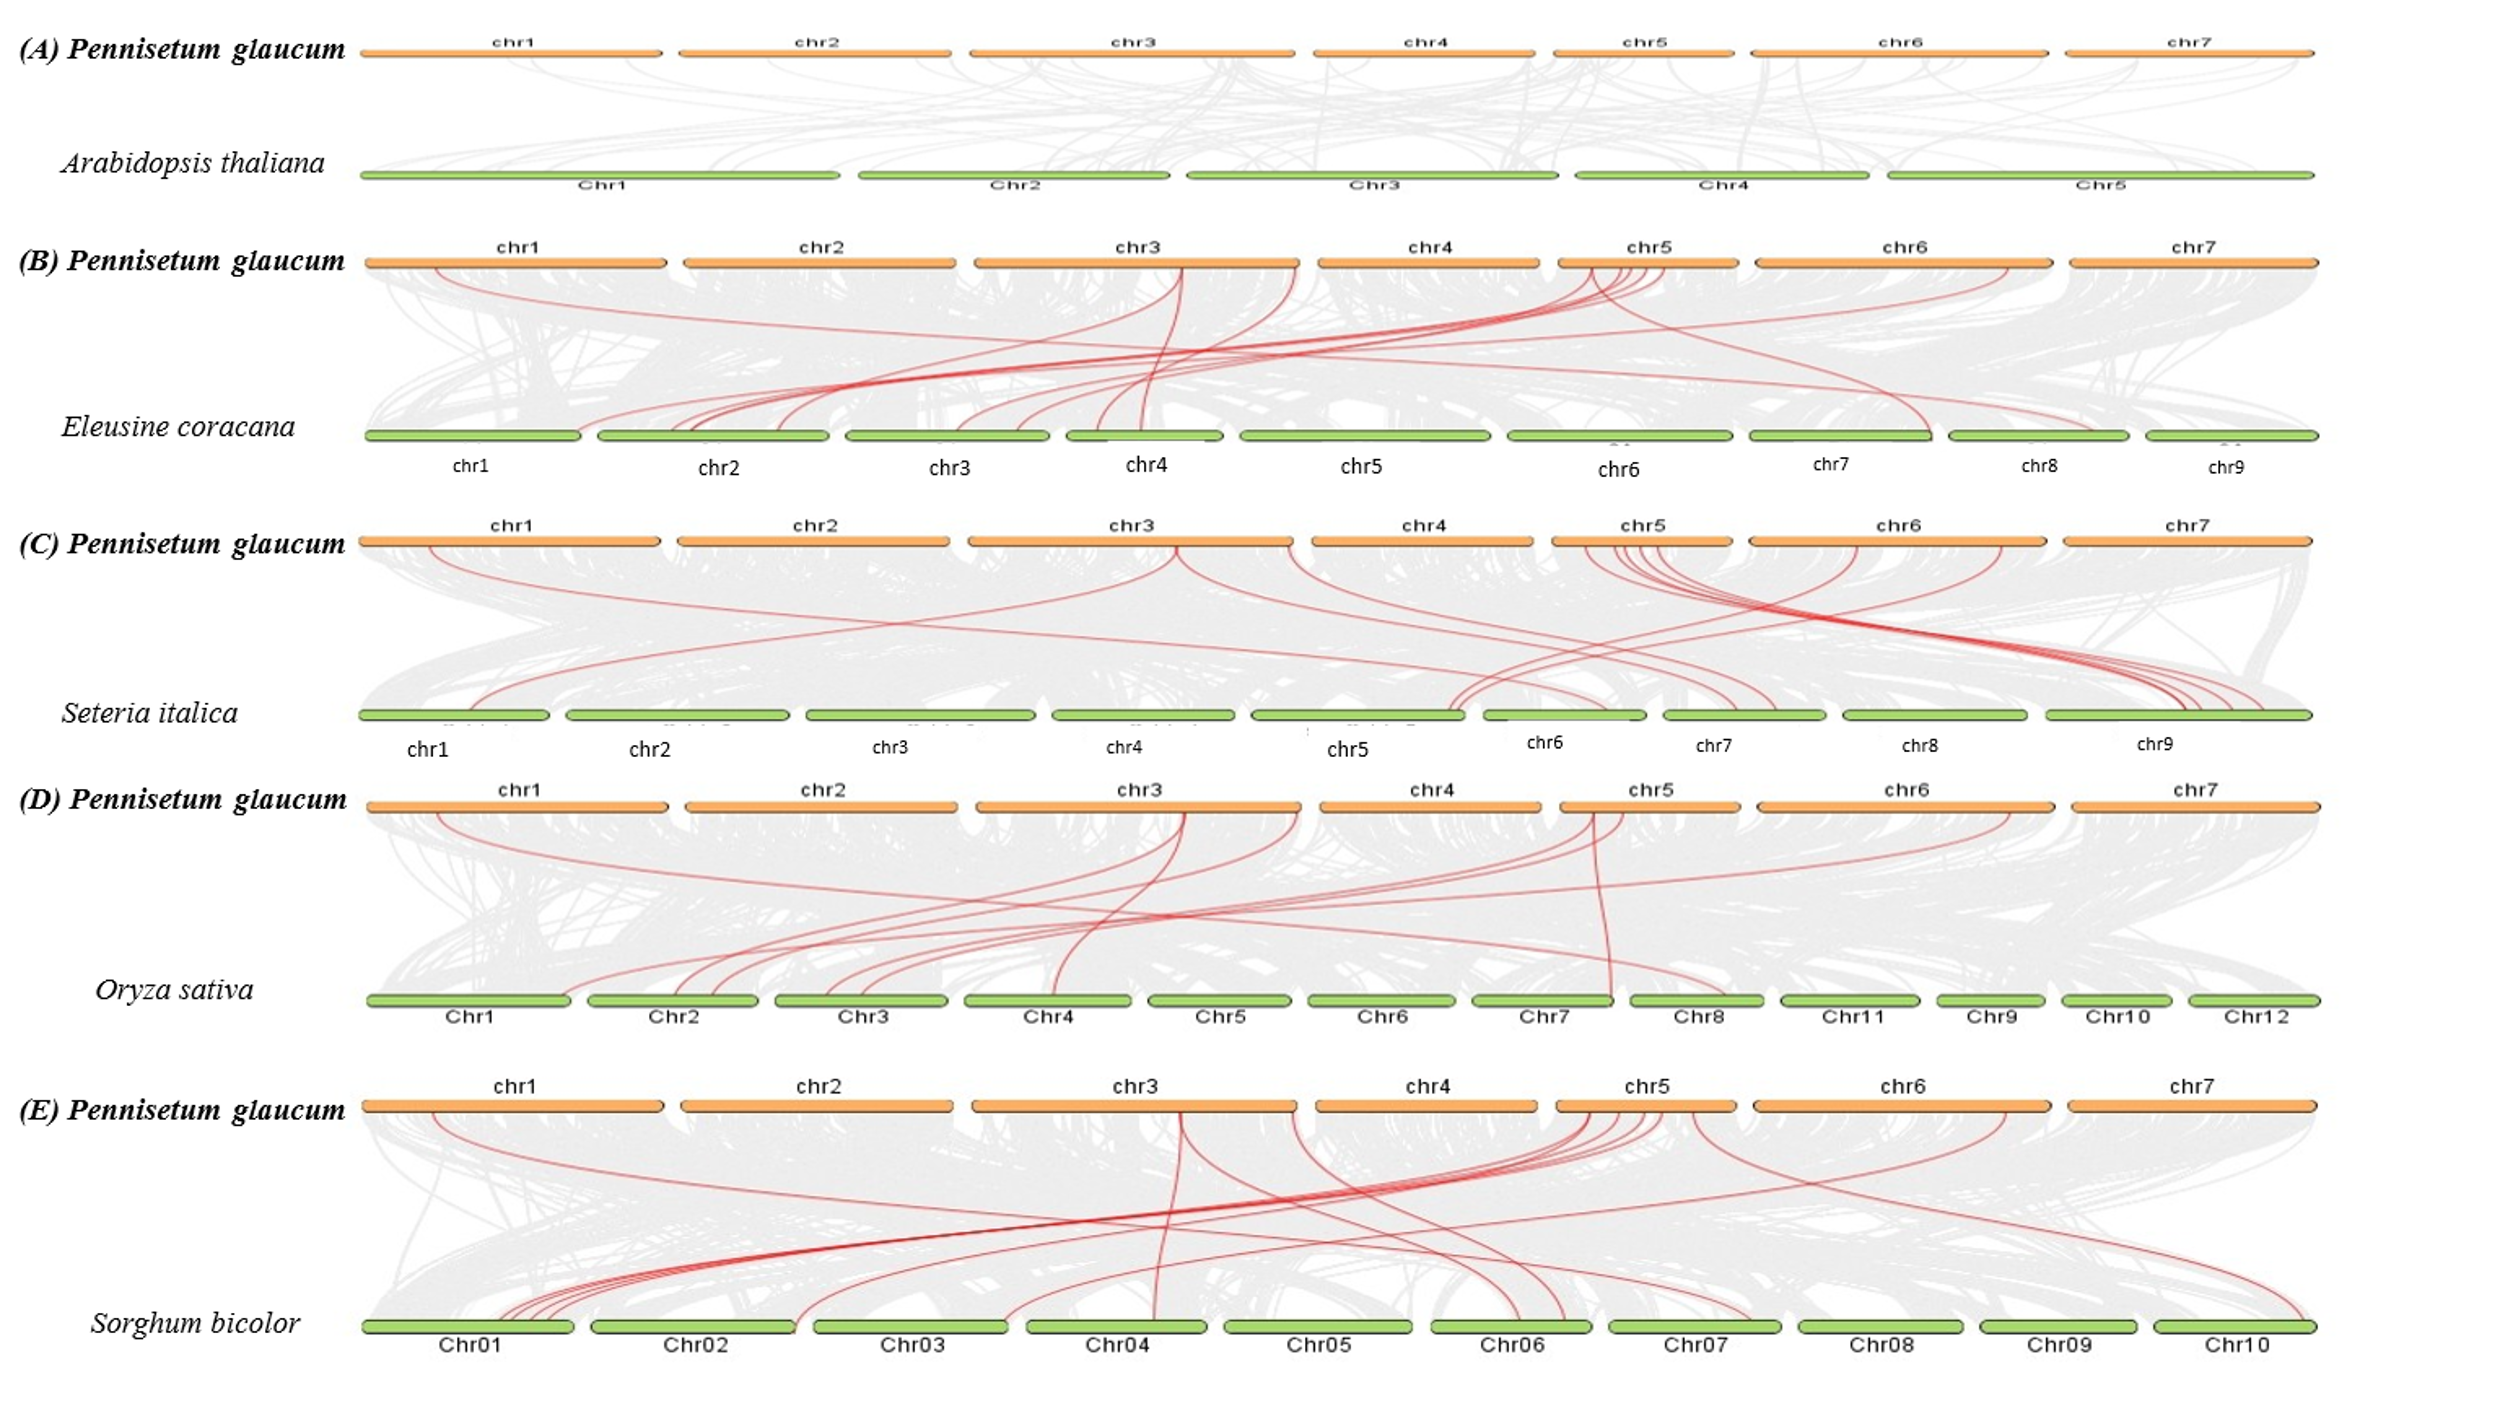 chr1 chr2 chr3 chr4 chr5 chr6 chr7
(A) Pennisetum glaucum
Arabidopsis thaliana
Chr1 Chr2 Chr3 Chr4 Chr5
chr1 chr2 chr3 chr4 chr5 chr6 chr7
(B) Pennisetum glaucum
Eleusine coracana
chr1 chr2 chr3 chr4 chr5 chr6 chr7 chr8 chr9
chr1 chr2 chr3 chr4 chr5 chr6 chr7
(C) Pennisetum glaucum
Seteria italica
chr1 chr2 chr3 chr4 chr5 chr6 chr7 chr8 chr9
chr1 chr2 chr3 chr4 chr5 chr6 chr7
(D) Pennisetum glaucum
Oryza sativa
Chr1 Chr2 Chr3 Chr4 Chr5 Chr6 Chr7 Chr8 Chr11 Chr9 Chr10 Chr12
chr1 chr2 chr3 chr4 chr5 chr6 chr7
(E) Pennisetum glaucum
Sorghum bicolor
Chr01 Chr02 Chr03 Chr04 Chr05 Chr06 Chr07 Chr08 Chr09 Chr10